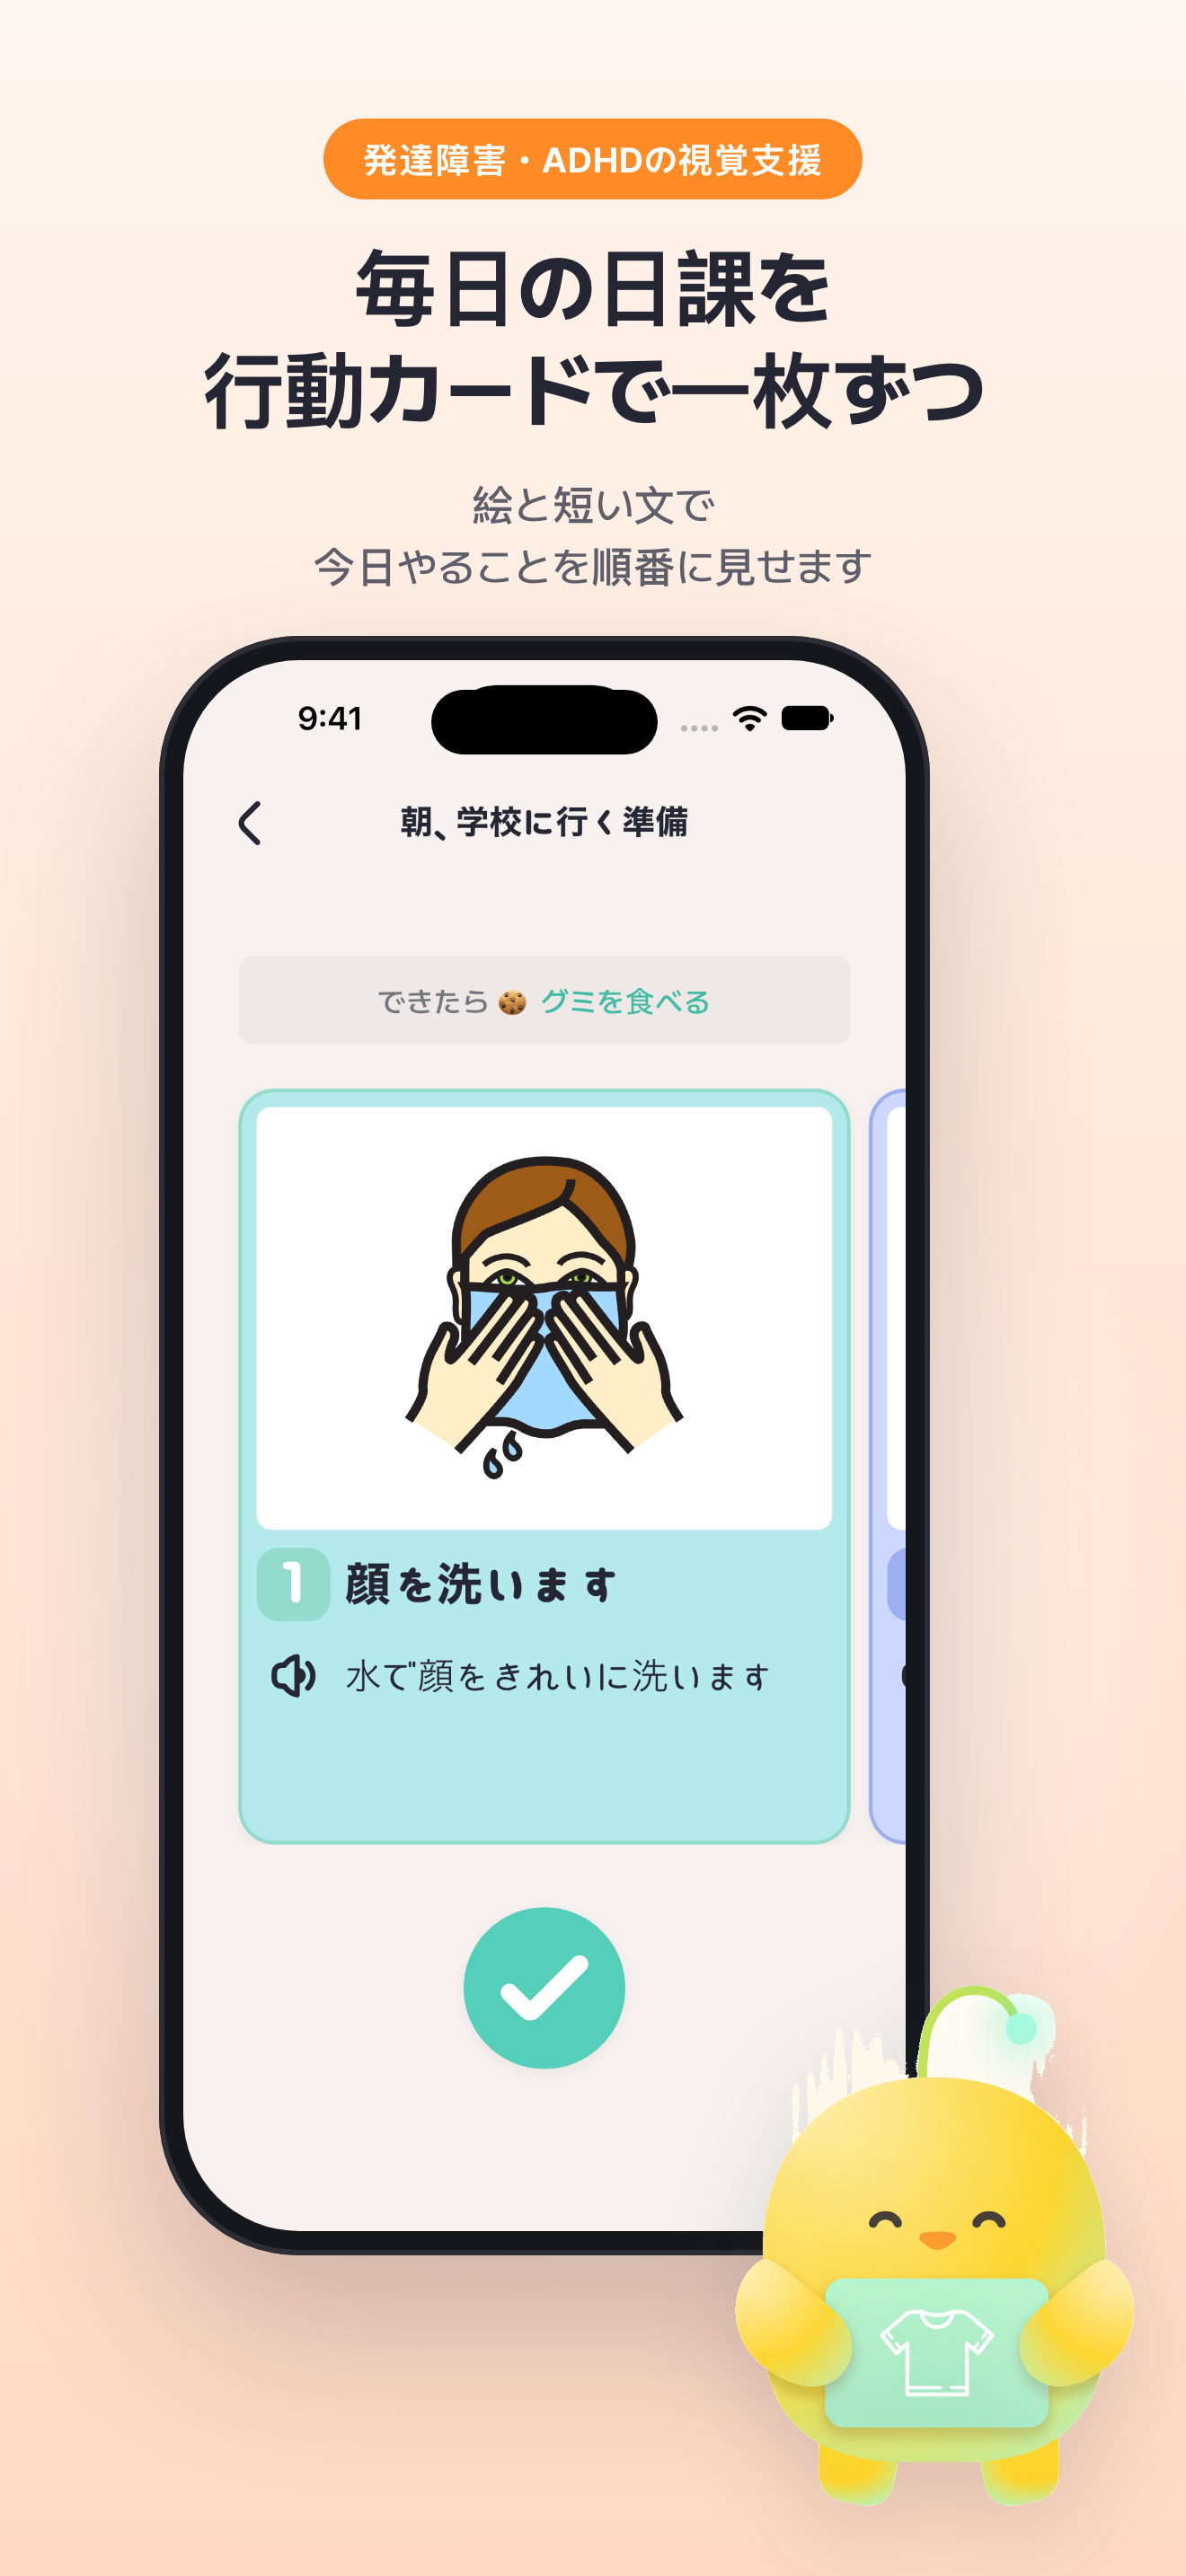 発達障害・ADHDの視覚支援
毎日の日課を
行動カードで一枚ずつ
絵と短い文で
今日やることを順番に見せます
9:41
朝、学校に行く準備
できたら🍪 グミを食べる
1 顔を洗います
水で顔をきれいに洗います